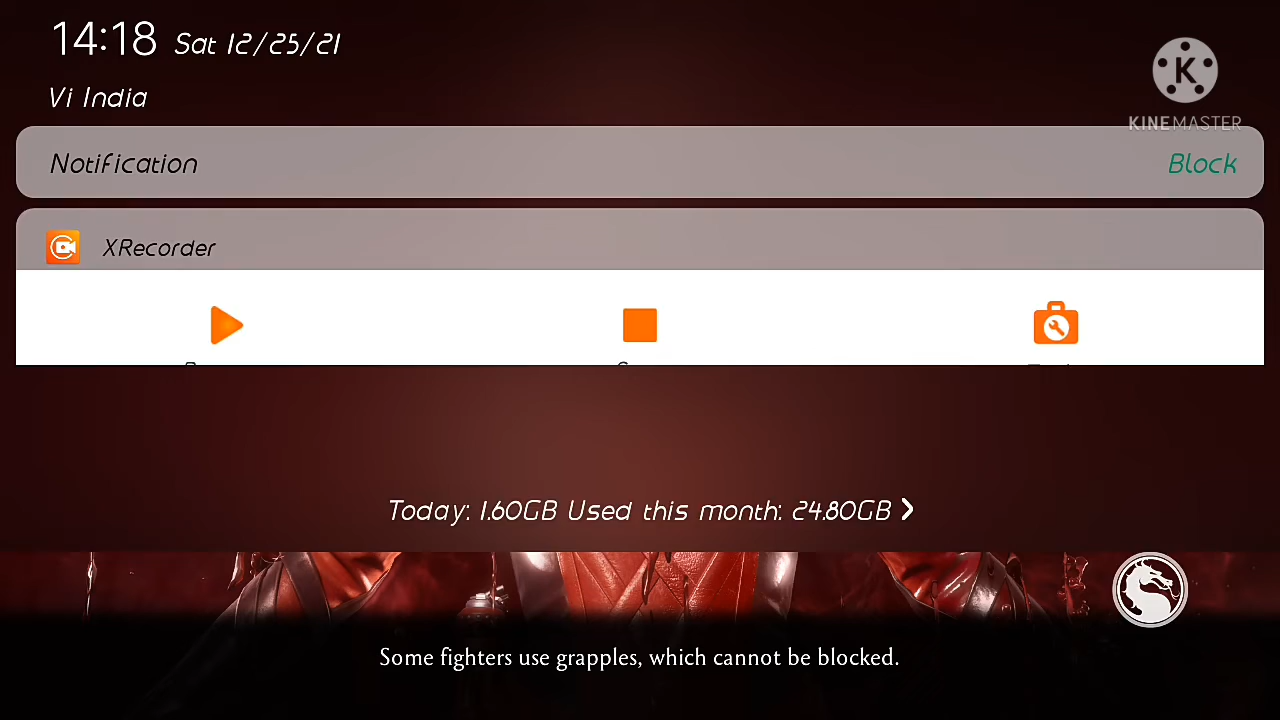 14:18 Sat 12/25/21
Vi India
K
KINEMASTER
Notification Block
XRecorder
Today: 1.60GB Used this month: 24.80GB
Some fighters use grapples, which cannot be blocked.